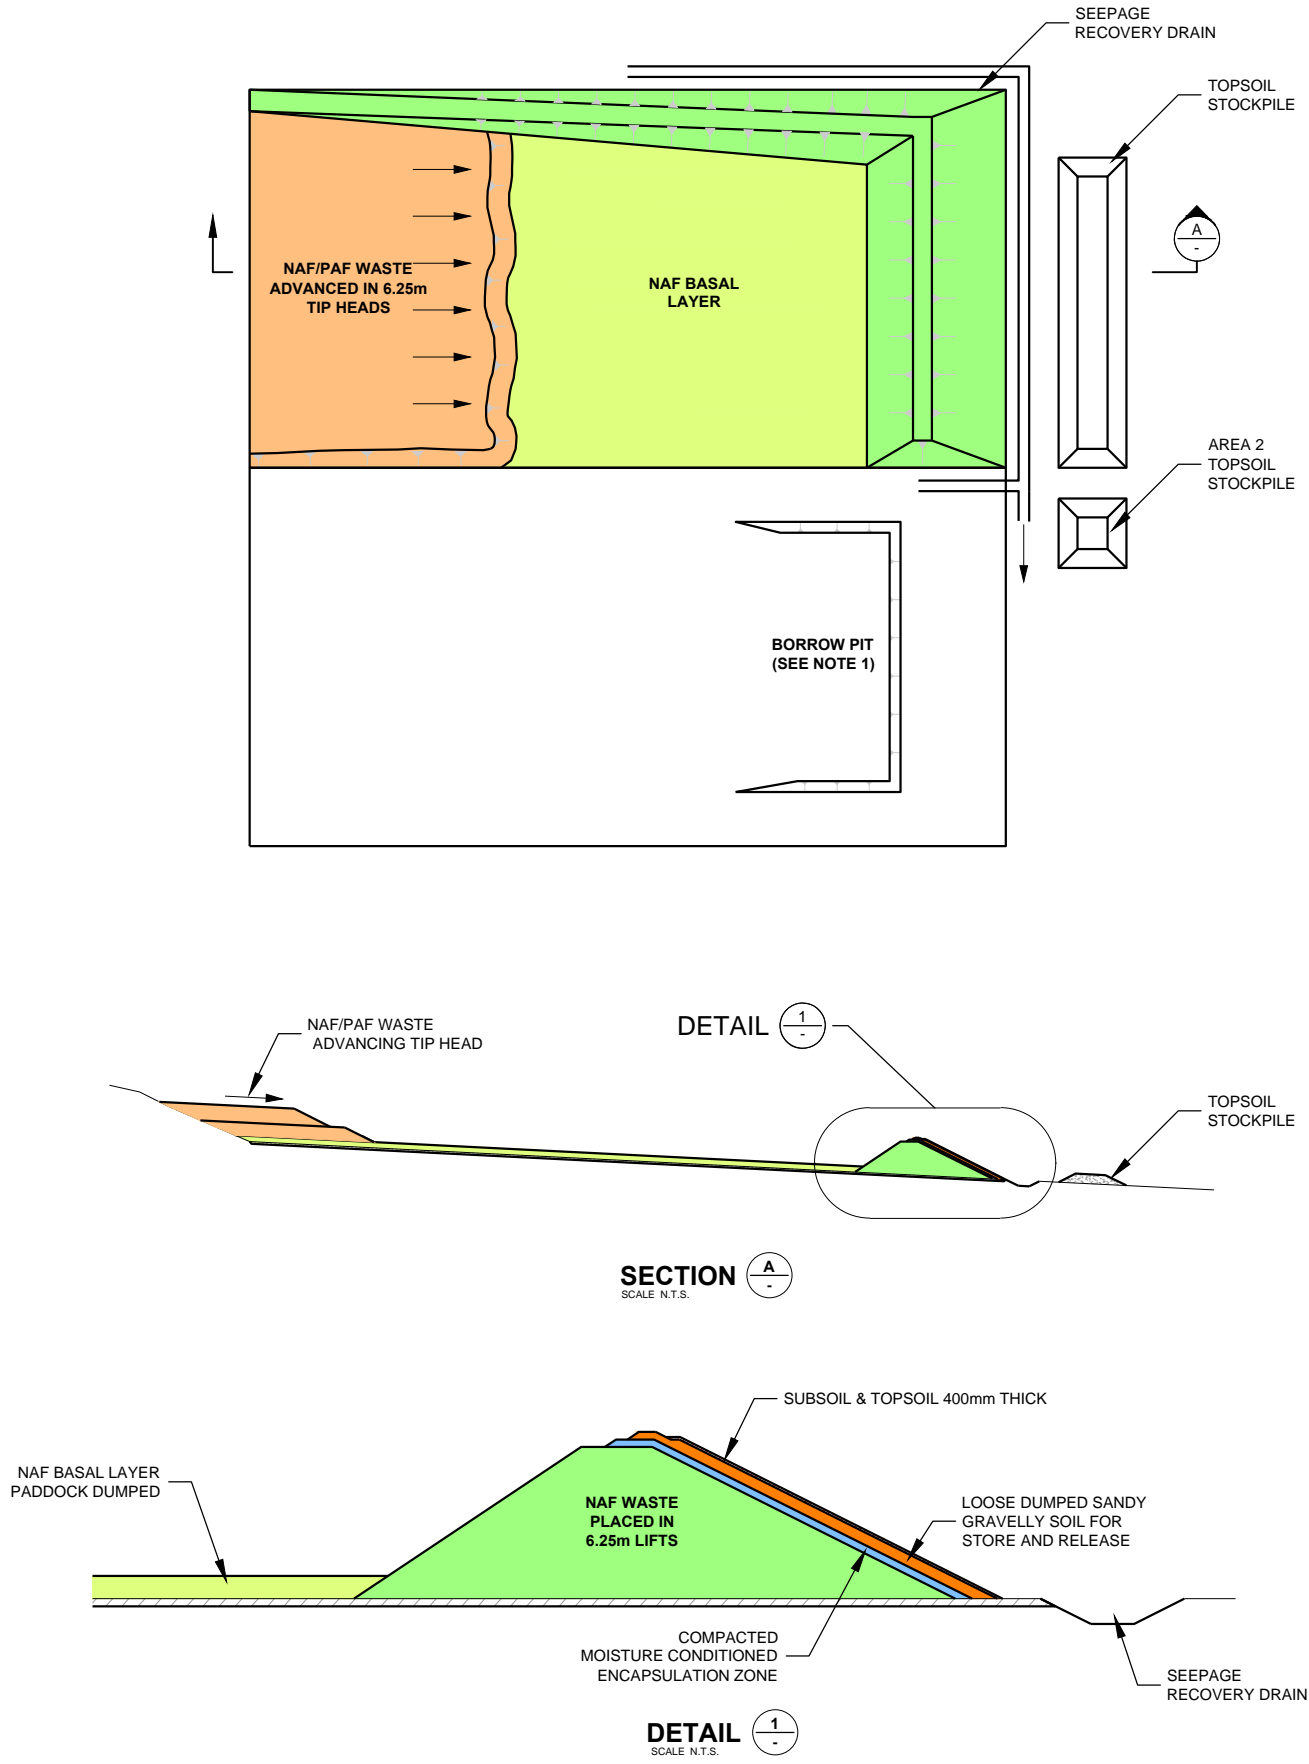 SEEPAGE
RECOVERY DRAIN
TOPSOIL
STOCKPILE
A
-
NAF/PAF WASTE
ADVANCED IN 6.25m
TIP HEADS
NAF BASAL
LAYER
AREA 2
TOPSOIL
STOCKPILE
BORROW PIT
(SEE NOTE 1)
NAF/PAF WASTE
ADVANCING TIP HEAD
DETAIL
1
-
TOPSOIL
STOCKPILE
SECTION
A
-
SCALE N.T.S.
SUBSOIL & TOPSOIL 400mm THICK
NAF BASAL LAYER
PADDOCK DUMPED
NAF WASTE
PLACED IN
6.25m LIFTS
LOOSE DUMPED SANDY
GRAVELLY SOIL FOR
STORE AND RELEASE
COMPACTED
MOISTURE CONDITIONED
ENCAPSULATION ZONE
SEEPAGE
RECOVERY DRAIN
DETAIL
1
-
SCALE N.T.S.